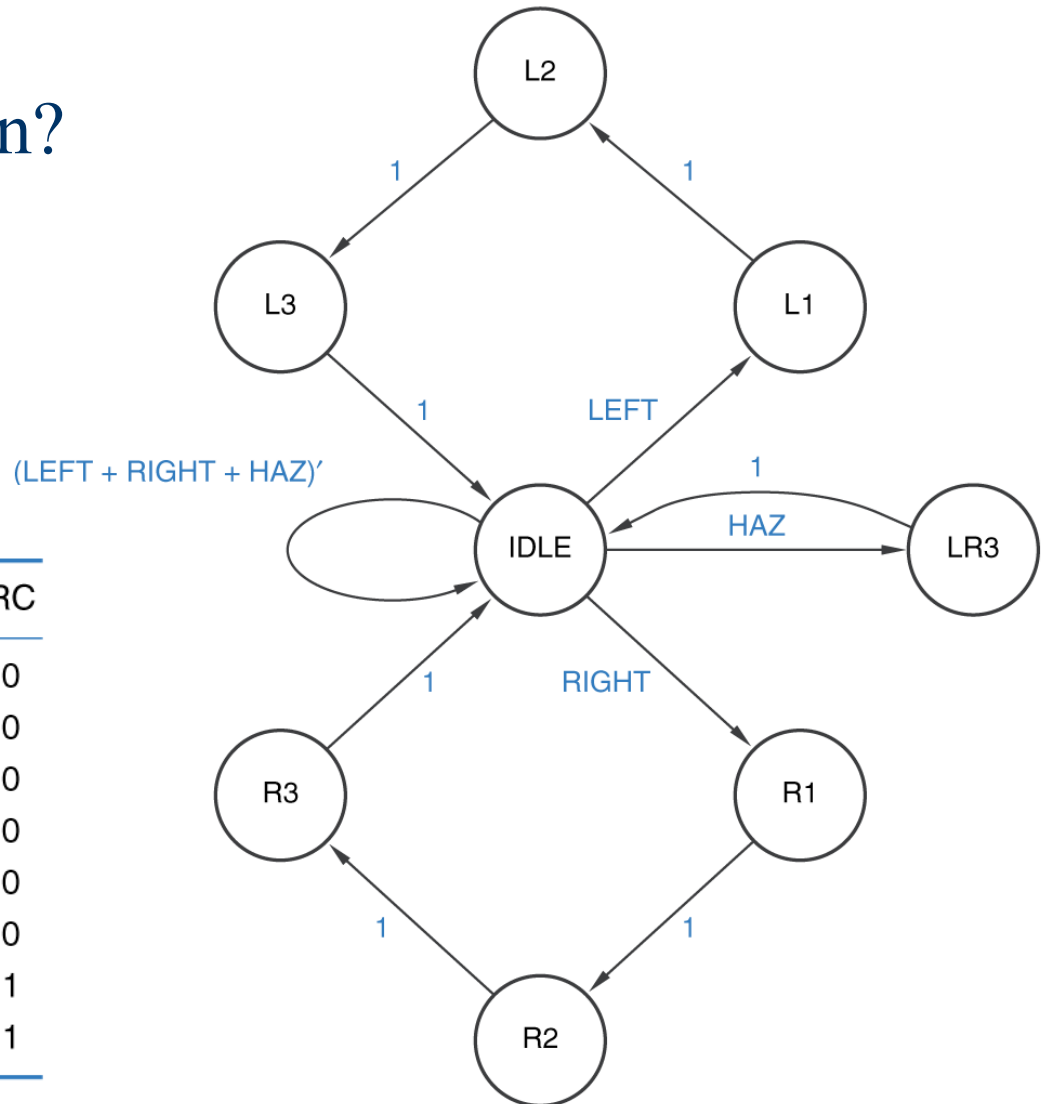 n?
L2
1
1
L3
L1
1
LEFT
(LEFT + RIGHT + HAZ)′
1
HAZ
IDLE
LR3
RC
0
0
0
0
0
0
1
1
1
RIGHT
R3
R1
1
1
R2